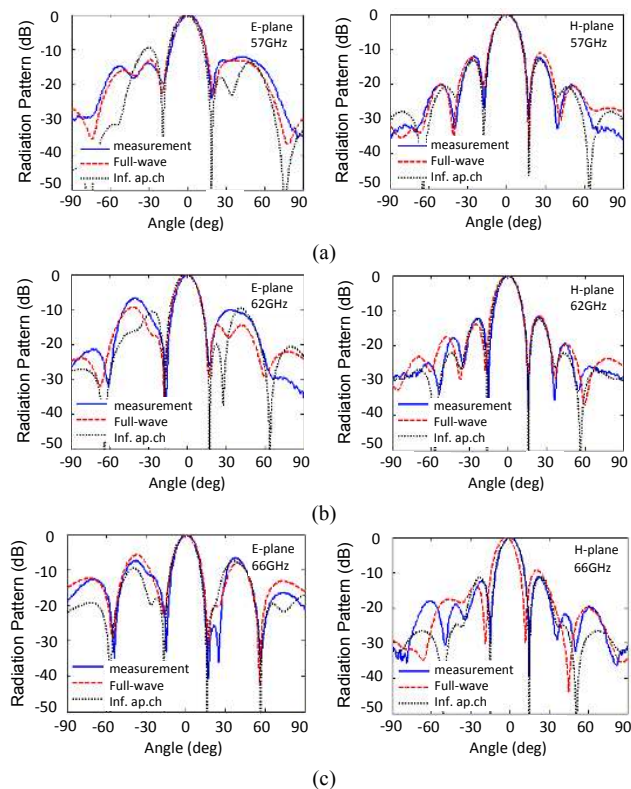 E-plane
57GHz
Radiation Pattern (dB)
0
-10
-20
-30
-40
-50
measurement
Full-wave
Inf. ap.ch
-90 -60 -30 0 30 60 90
Angle (deg)
H-plane
57GHz
Radiation Pattern (dB)
0
-10
-20
-30
-40
-50
measurement
Full-wave
Inf. ap.ch
-90 -60 -30 0 30 60 90
Angle (deg)
(a)
E-plane
62GHz
Radiation Pattern (dB)
0
-10
-20
-30
-40
-50
measurement
Full-wave
Inf. ap.ch
-90 -60 -30 0 30 60 90
Angle (deg)
H-plane
62GHz
Radiation Pattern (dB)
0
-10
-20
-30
-40
-50
measurement
Full-wave
Inf. ap.ch
-90 -60 -30 0 30 60 90
Angle (deg)
(b)
E-plane
66GHz
Radiation Pattern (dB)
0
-10
-20
-30
-40
-50
measurement
Full-wave
Inf. ap.ch
-90 -60 -30 0 30 60 90
Angle (deg)
H-plane
66GHz
Radiation Pattern (dB)
0
-10
-20
-30
-40
-50
measurement
Full-wave
Inf. ap.ch
-90 -60 -30 0 30 60 90
Angle (deg)
(c)